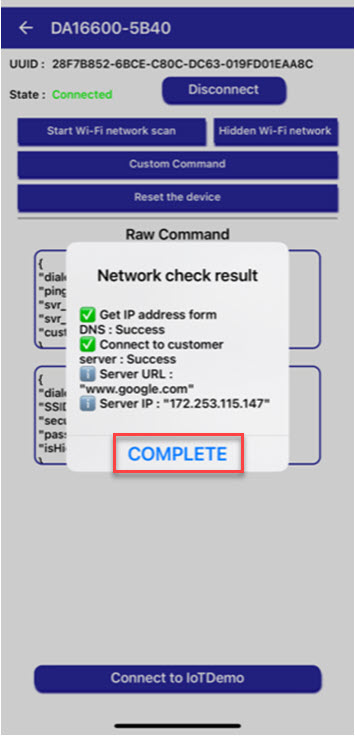 DA16600-5B40
UUID : 28F7B852-6BCE-C80C-DC63-019FD01EAA8C
State : Connected
Disconnect
Start Wi-Fi network scan
Hidden Wi-Fi network
Custom Command
Reset the device
Raw Command
{
"dialo
"ping
"svr_
"svr_
"cust
Network check result
✅ Get IP address form
DNS : Success
✅ Connect to customer
server : Success
ℹ️ Server URL :
"www.google.com"
ℹ️ Server IP : "172.253.115.147"
COMPLETE
{
"dialo
"SSID
"secu
"pass
"isHi
Connect to IoTDemo